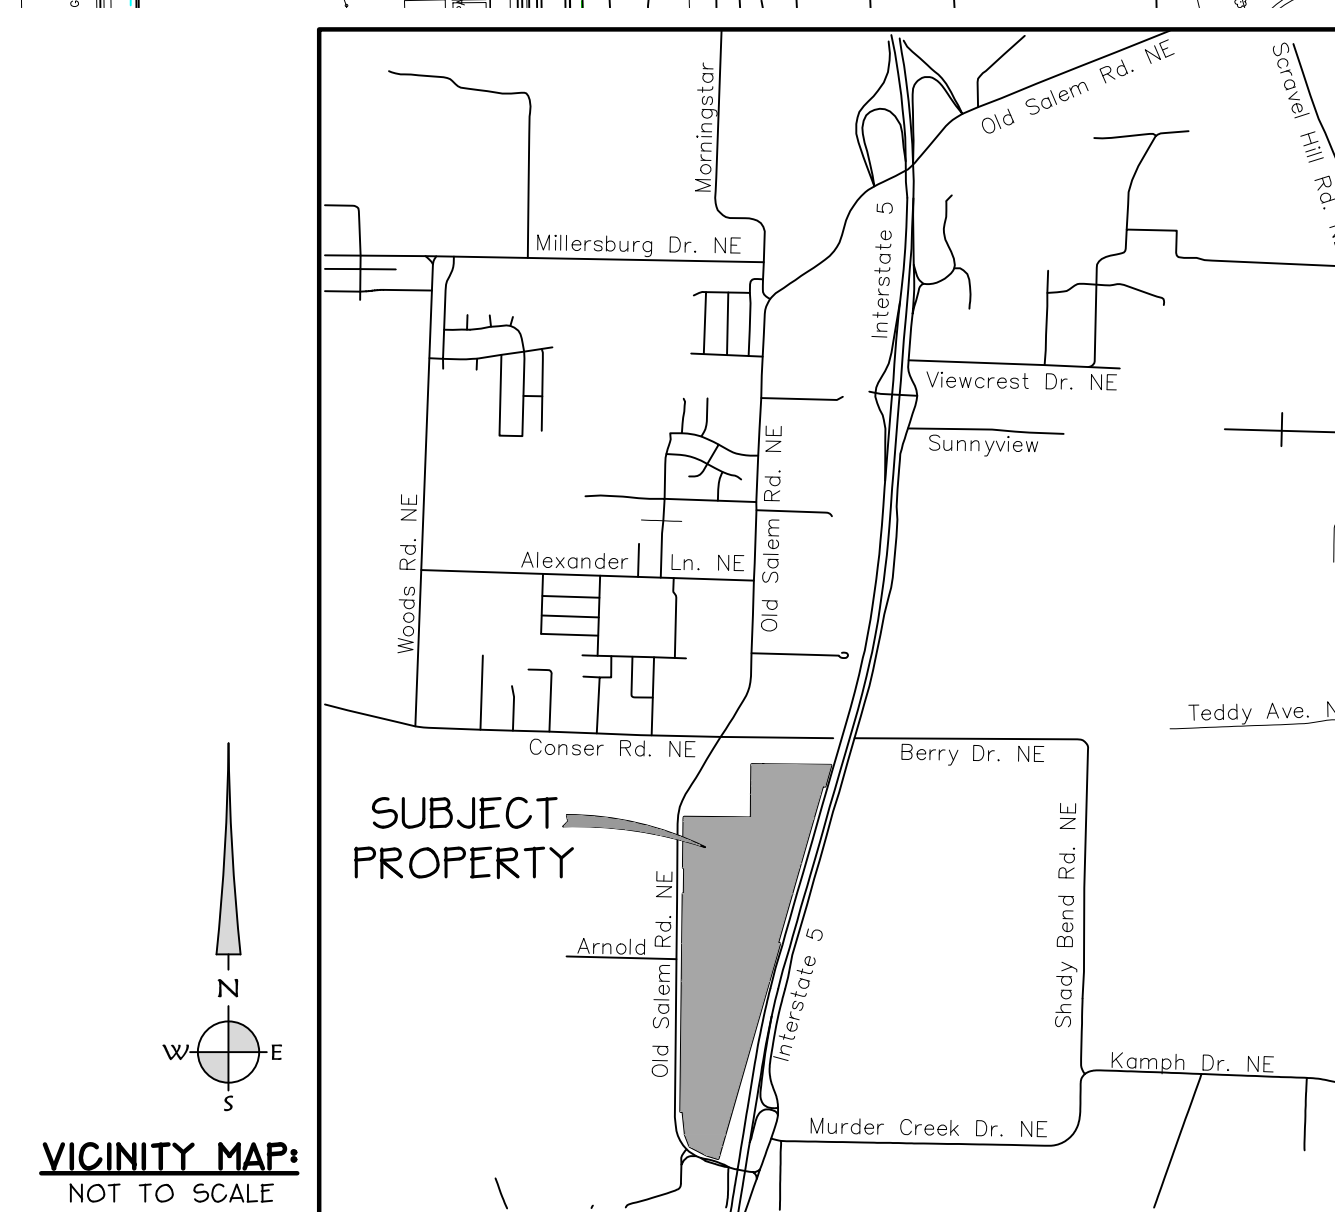 Morningstar
Old Salem Rd. NE
Scravel Hill Rd.
Millersburg Dr. NE
Interstate 5
Viewcrest Dr. NE
Sunnyview
Old Salem Rd. NE
Woods Rd. NE
Alexander Ln. NE
Teddy Ave.
Conser Rd. NE
Berry Dr. NE
SUBJECT
PROPERTY
Shady Bend Rd. NE
Arnold
Old Salem Rd. NE
Interstate 5
N
W E
S
Kamph Dr. NE
Murder Creek Dr. NE
VICINITY MAP:
NOT TO SCALE